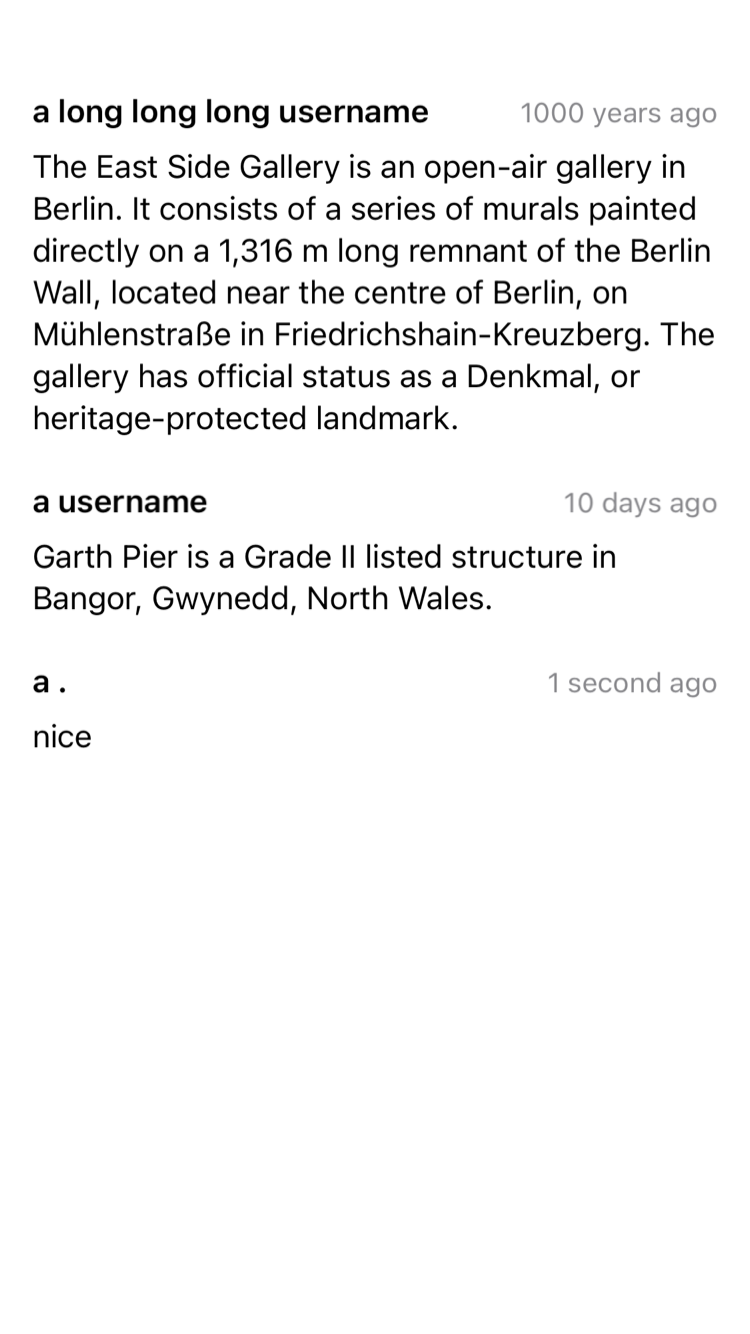 a long long long username 1000 years ago
The East Side Gallery is an open-air gallery in
Berlin. It consists of a series of murals painted
directly on a 1,316 m long remnant of the Berlin
Wall, located near the centre of Berlin, on
Mühlenstraße in Friedrichshain-Kreuzberg. The
gallery has official status as a Denkmal, or
heritage-protected landmark.
a username 10 days ago
Garth Pier is a Grade II listed structure in
Bangor, Gwynedd, North Wales.
a . 1 second ago
nice